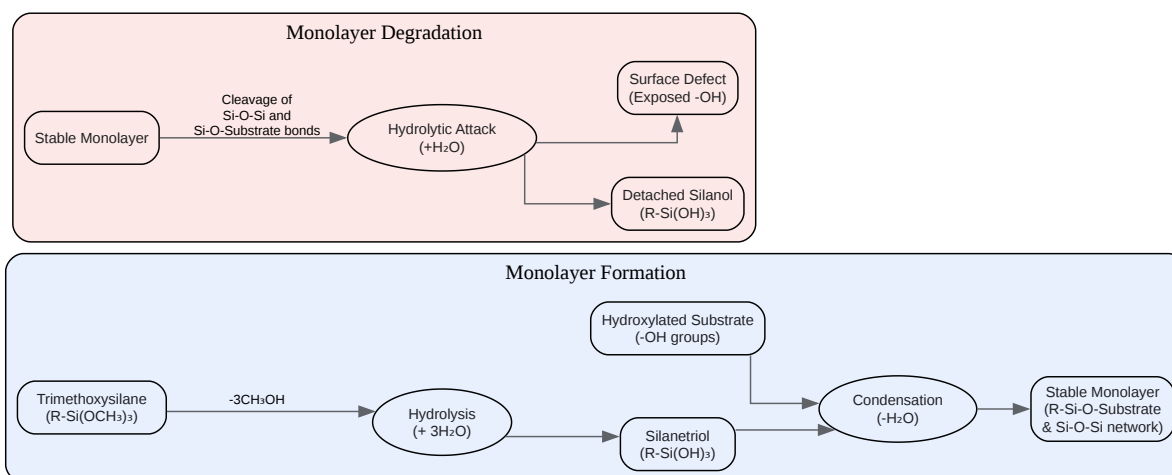 Monolayer Degradation
Stable Monolayer
Cleavage of
Si-O-Si and
Si-O-Substrate bonds
Hydrolytic Attack
(+H₂O)
Surface Defect
(Exposed -OH)
Detached Silanol
(R-Si(OH)₃)
Monolayer Formation
Trimethoxysilane
(R-Si(OCH₃)₃)
-3CH₃OH
Hydrolysis
(+ 3H₂O)
Hydroxylated Substrate
(-OH groups)
Silanetriol
(R-Si(OH)₃)
Condensation
(-H₂O)
Stable Monolayer
(R-Si-O-Substrate
& Si-O-Si network)